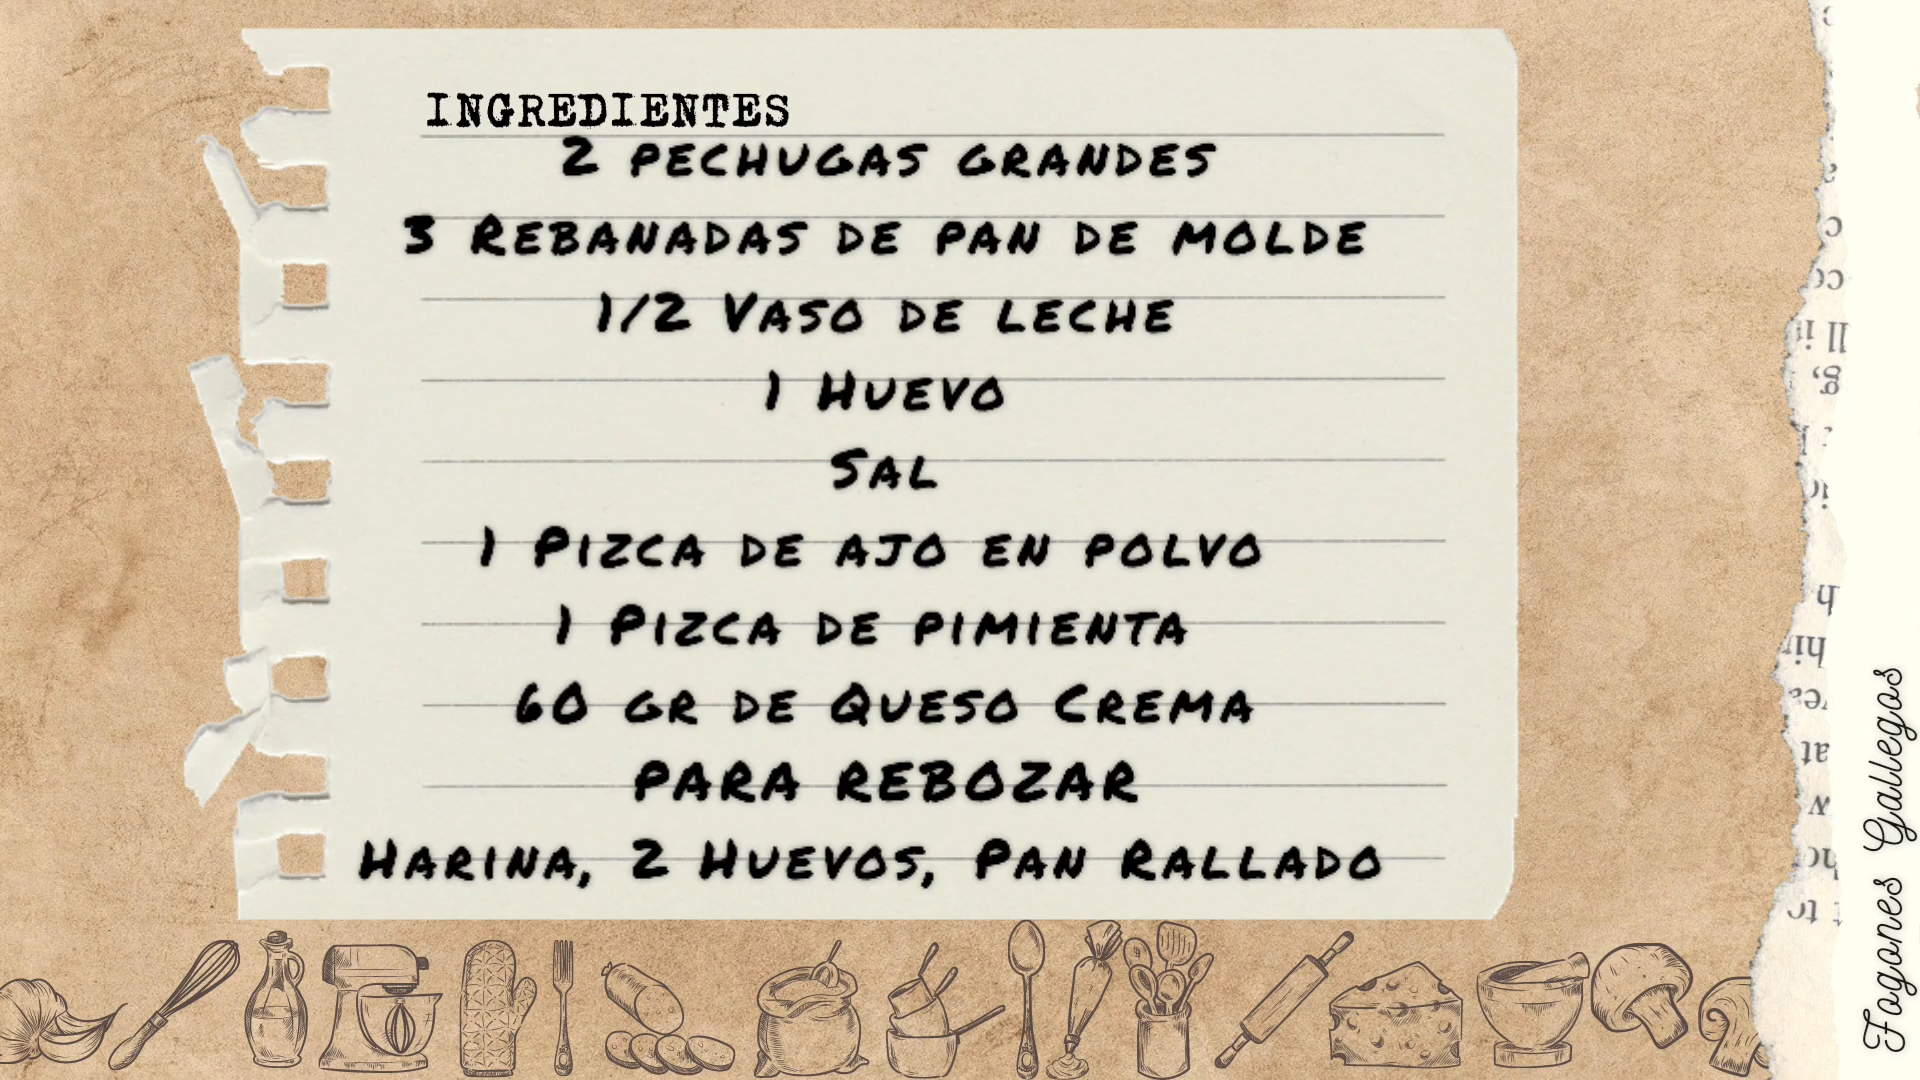 INGREDIENTES
2 PECHUGAS GRANDES
3 REBANADAS DE PAN DE MOLDE
1/2 VASO DE LECHE
1 HUEVO
SAL
1 PIZCA DE AJO EN POLVO
1 PIZCA DE PIMIENTA
60 GR DE QUESO CREMA
PARA REBOZAR
HARINA, 2 HUEVOS, PAN RALLADO
Fogones Gallegos